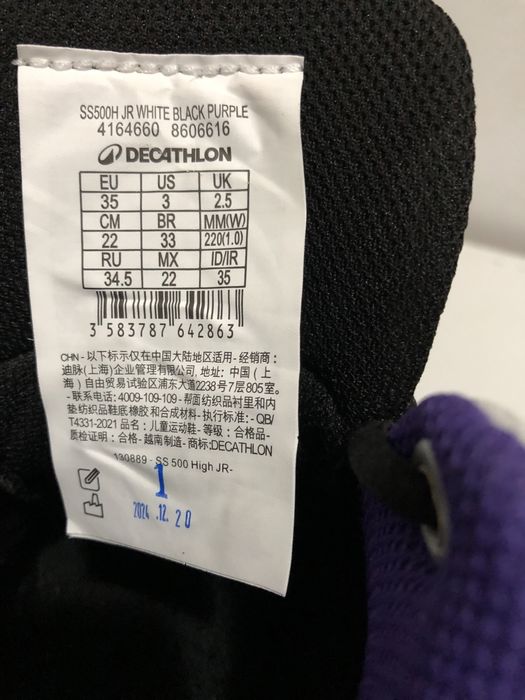 SS500H JR WHITE BLACK PURPLE
4164660 8606616
DECATHLON
EU US UK
35 3 2.5
CM BR MM(W)
22 33 220(1.0)
RU MX ID/IR
34.5 22 35
3 583787 642863
CHN - 以下标示仅在中国大陆地区适用 - 经销商：
迪脉(上海)企业管理有限公司, 地址：中国（上
海）自由贸易试验区浦东大道2238号7层805室。
- 联系电话：4009-109-109 - 帮面纺织品衬里和内
垫纺织品鞋底橡胶和合成材料 - 执行标准：- QB/
T4331-2021 品名：儿童运动鞋 - 等级：合格品 -
质检证明：合格 - 越南制造 - 商标:DECATHLON
130889 - SS 500 High JR-
1
2024 .12. 20